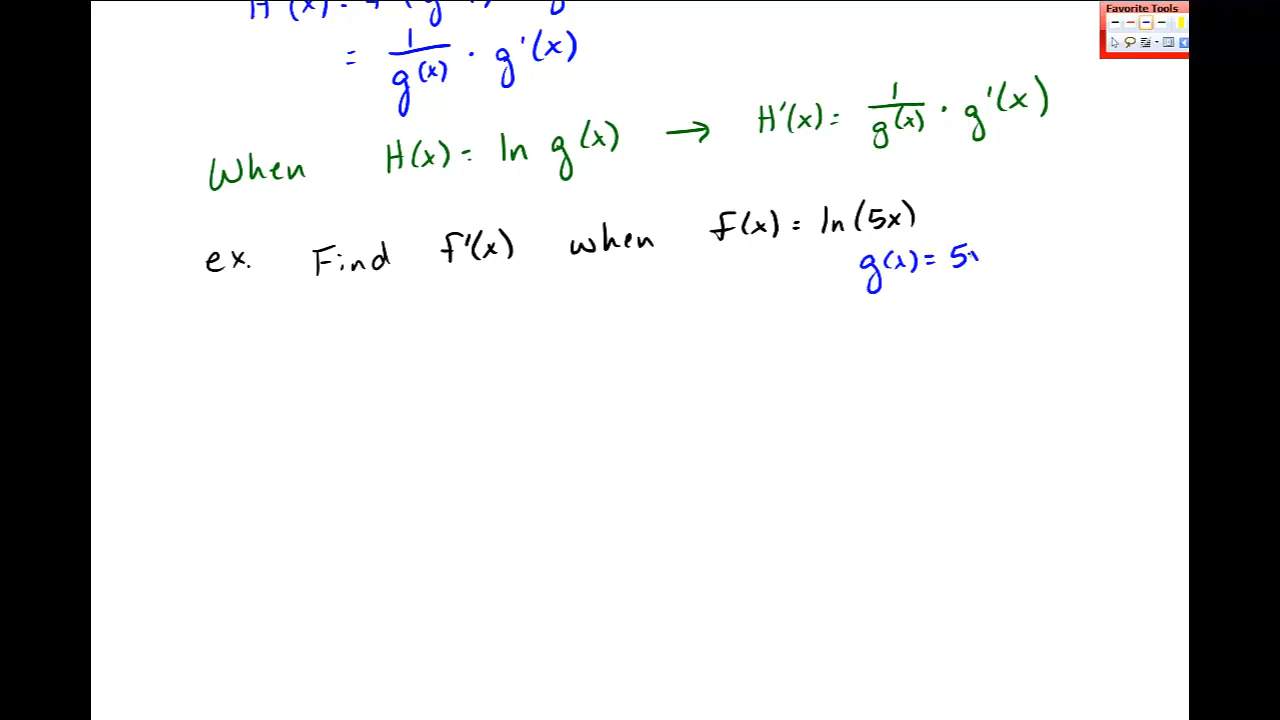 = 1/g(x) · g'(x)
Favorite Tools
When H(x) = ln g(x) → H'(x) = 1/g(x) · g'(x)
ex. Find f'(x) when f(x) = ln(5x)
g(x) = 5